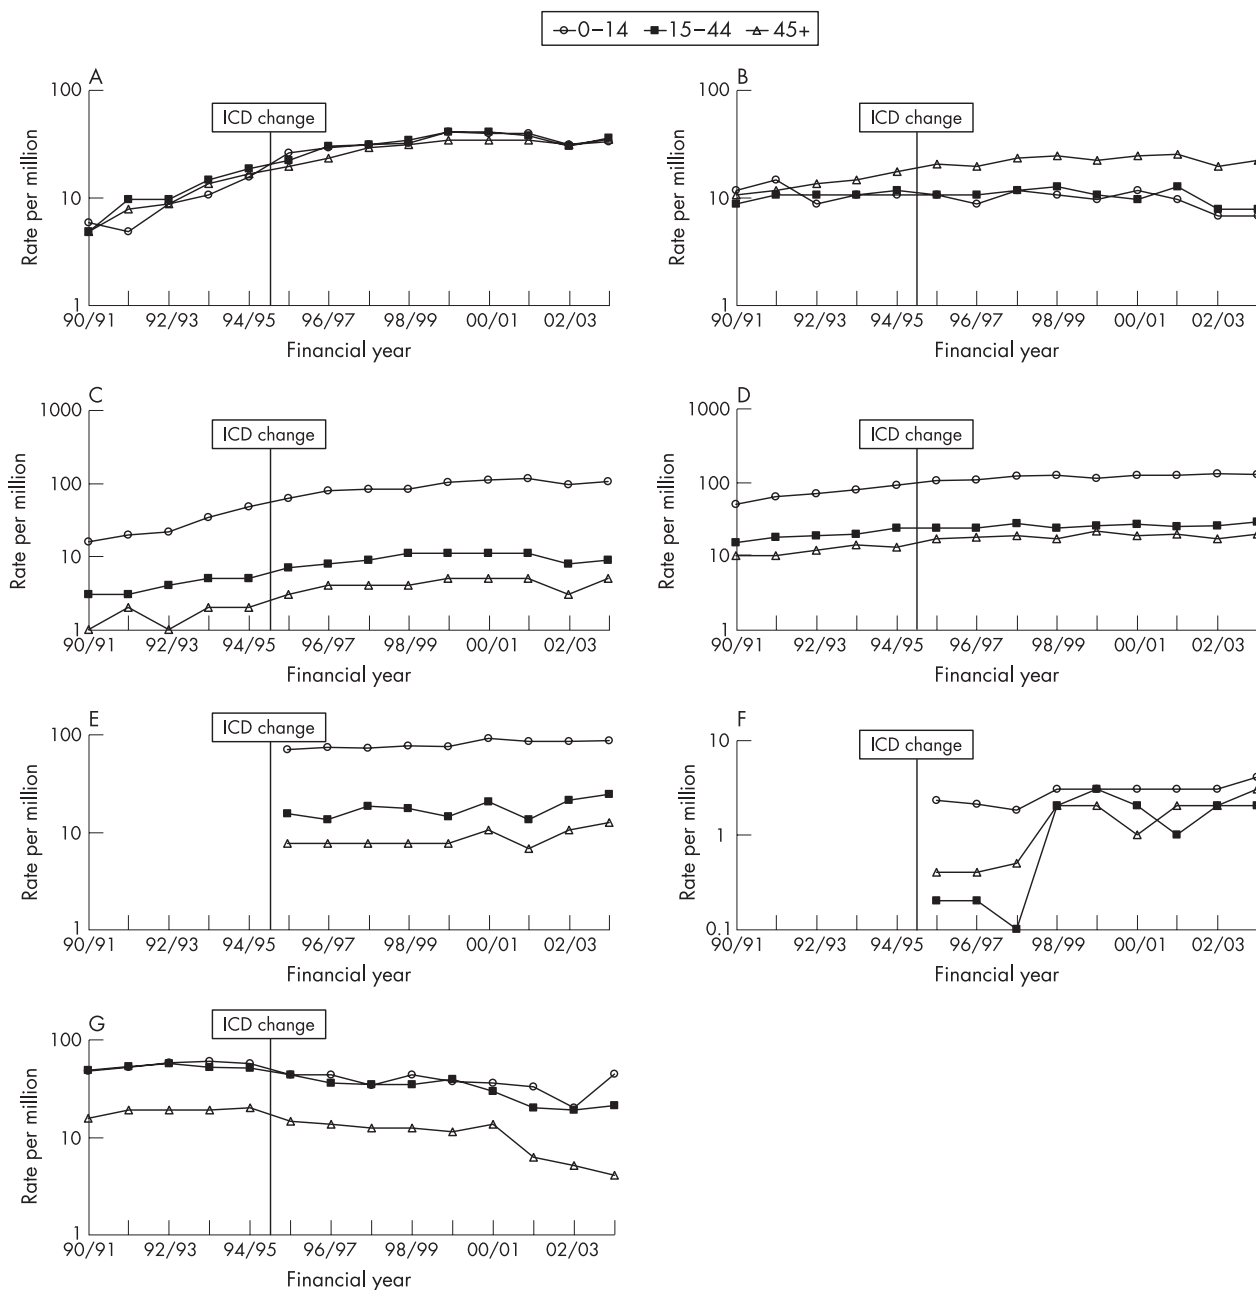 0–14 15–44 45+
A
100
10
1
Rate per million
ICD change
90/91 92/93 94/95 96/97 98/99 00/01 02/03
Financial year
B
100
10
1
Rate per million
ICD change
90/91 92/93 94/95 96/97 98/99 00/01 02/03
Financial year
C
1000
100
10
1
Rate per million
ICD change
90/91 92/93 94/95 96/97 98/99 00/01 02/03
Financial year
D
1000
100
10
1
Rate per million
ICD change
90/91 92/93 94/95 96/97 98/99 00/01 02/03
Financial year
E
100
10
1
Rate per million
ICD change
90/91 92/93 94/95 96/97 98/99 00/01 02/03
Financial year
F
10
1
0.1
Rate per million
ICD change
90/91 92/93 94/95 96/97 98/99 00/01 02/03
Financial year
G
100
10
1
Rate per million
ICD change
90/91 92/93 94/95 96/97 98/99 00/01 02/03
Financial year